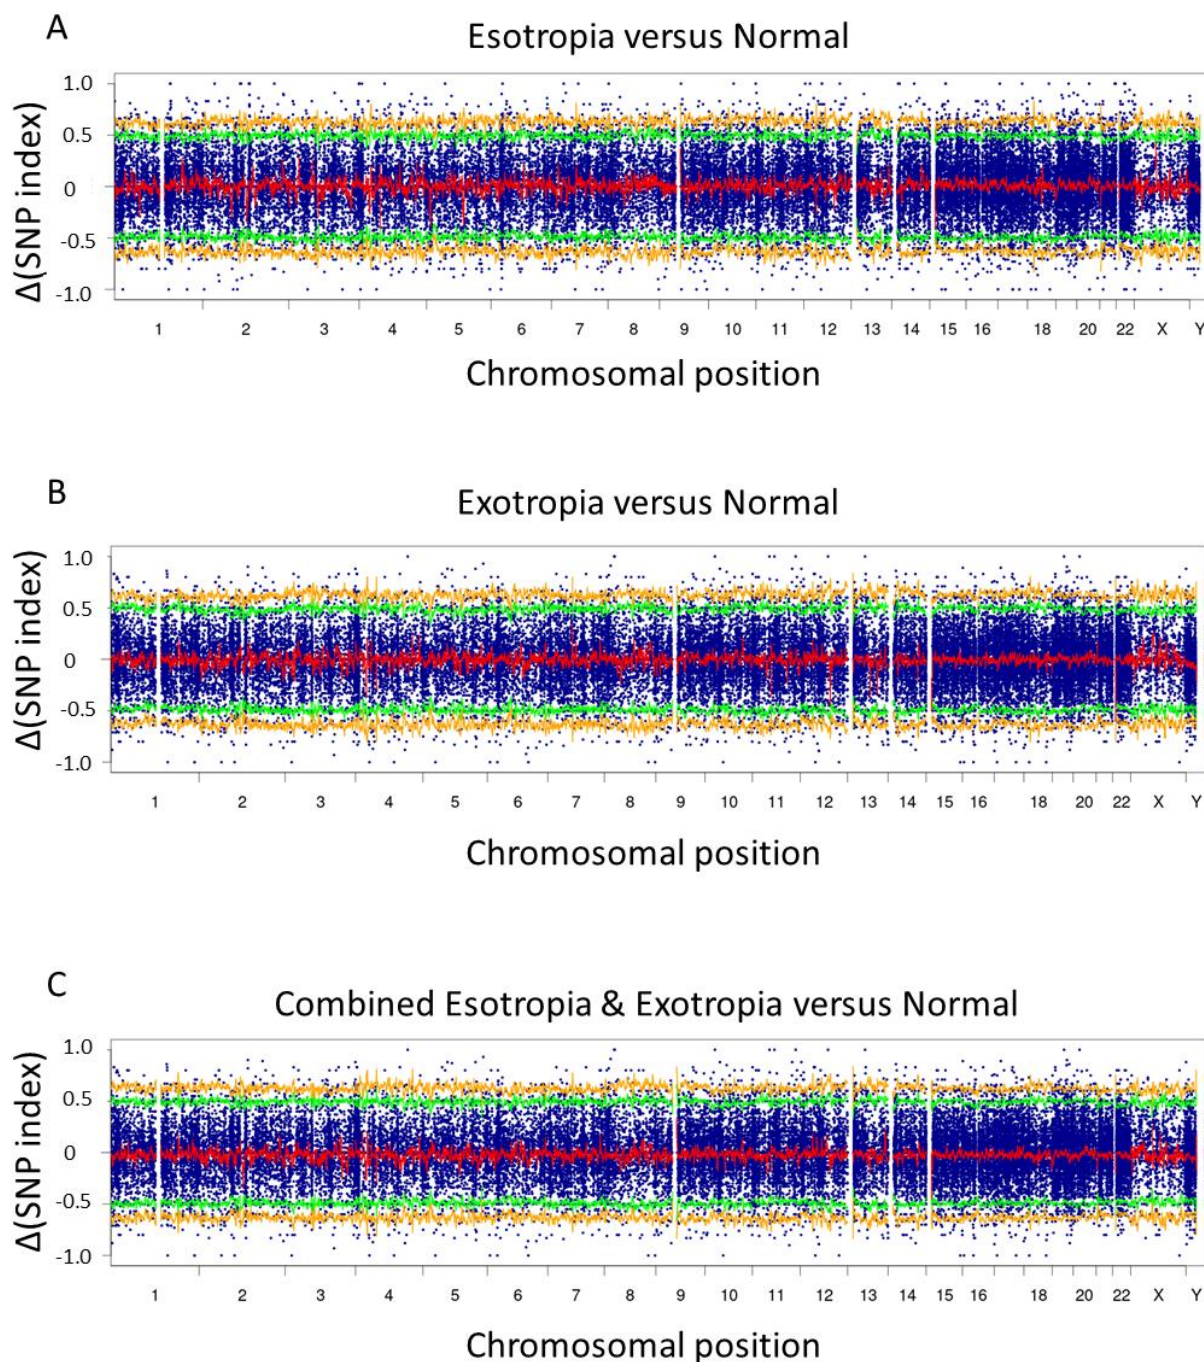 A
Esotropia versus Normal
Δ(SNP index)
1.0
0.5
0
-0.5
-1.0
1 2 3 4 5 6 7 8 9 10 11 12 13 14 15 16 18 20 22 X Y
Chromosomal position
B
Exotropia versus Normal
Δ(SNP index)
1.0
0.5
0
-0.5
-1.0
1 2 3 4 5 6 7 8 9 10 11 12 13 14 15 16 18 20 22 X Y
Chromosomal position
C
Combined Esotropia & Exotropia versus Normal
Δ(SNP index)
1.0
0.5
0
-0.5
-1.0
1 2 3 4 5 6 7 8 9 10 11 12 13 14 15 16 18 20 22 X Y
Chromosomal position